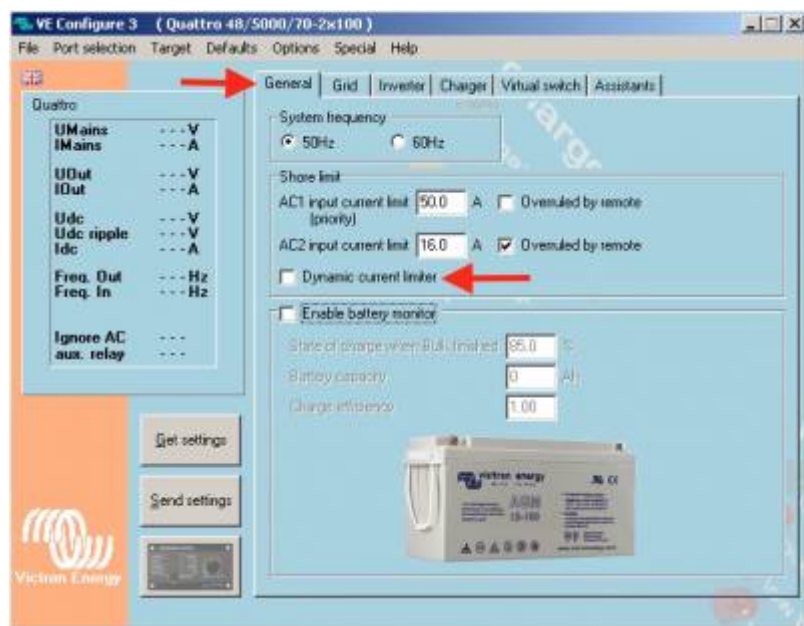 VE Configure 3 ( Quattro 48/5000/70-2x100 )
File Port selection Target Defaults Options Special Help
General Grid Inverter Charger Virtual switch Assistants
Quattro
UMains ---V
IMains ---A
UOut ---V
IOut ---A
Udc ---V
Udc ripple ---V
Idc ---A
Freq. Out ---Hz
Freq. In ---Hz
Ignore AC ---
aux. relay ---
Get settings
Send settings
Victron Energy
System frequency
50Hz 60Hz
Shore limit
AC1 input current limit 50.0 A Overruled by remote
(priority)
AC2 input current limit 16.0 A Overruled by remote
Dynamic current limiter
Enable battery monitor
State of charge when Bulk finished 85.0 %
Battery capacity 0 Ah
Charge efficiency 1.00
victron energy
AGM